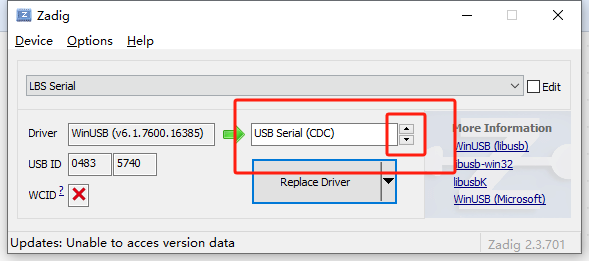 Zadig
Device Options Help
LBS Serial
Edit
Driver WinUSB (v6.1.7600.16385) USB Serial (CDC)
More Information
WinUSB (libusb)
USB ID 0483 5740
libusb-win32
Replace Driver
libusbK
WCID ?
WinUSB (Microsoft)
Updates: Unable to acces version data
Zadig 2.3.701